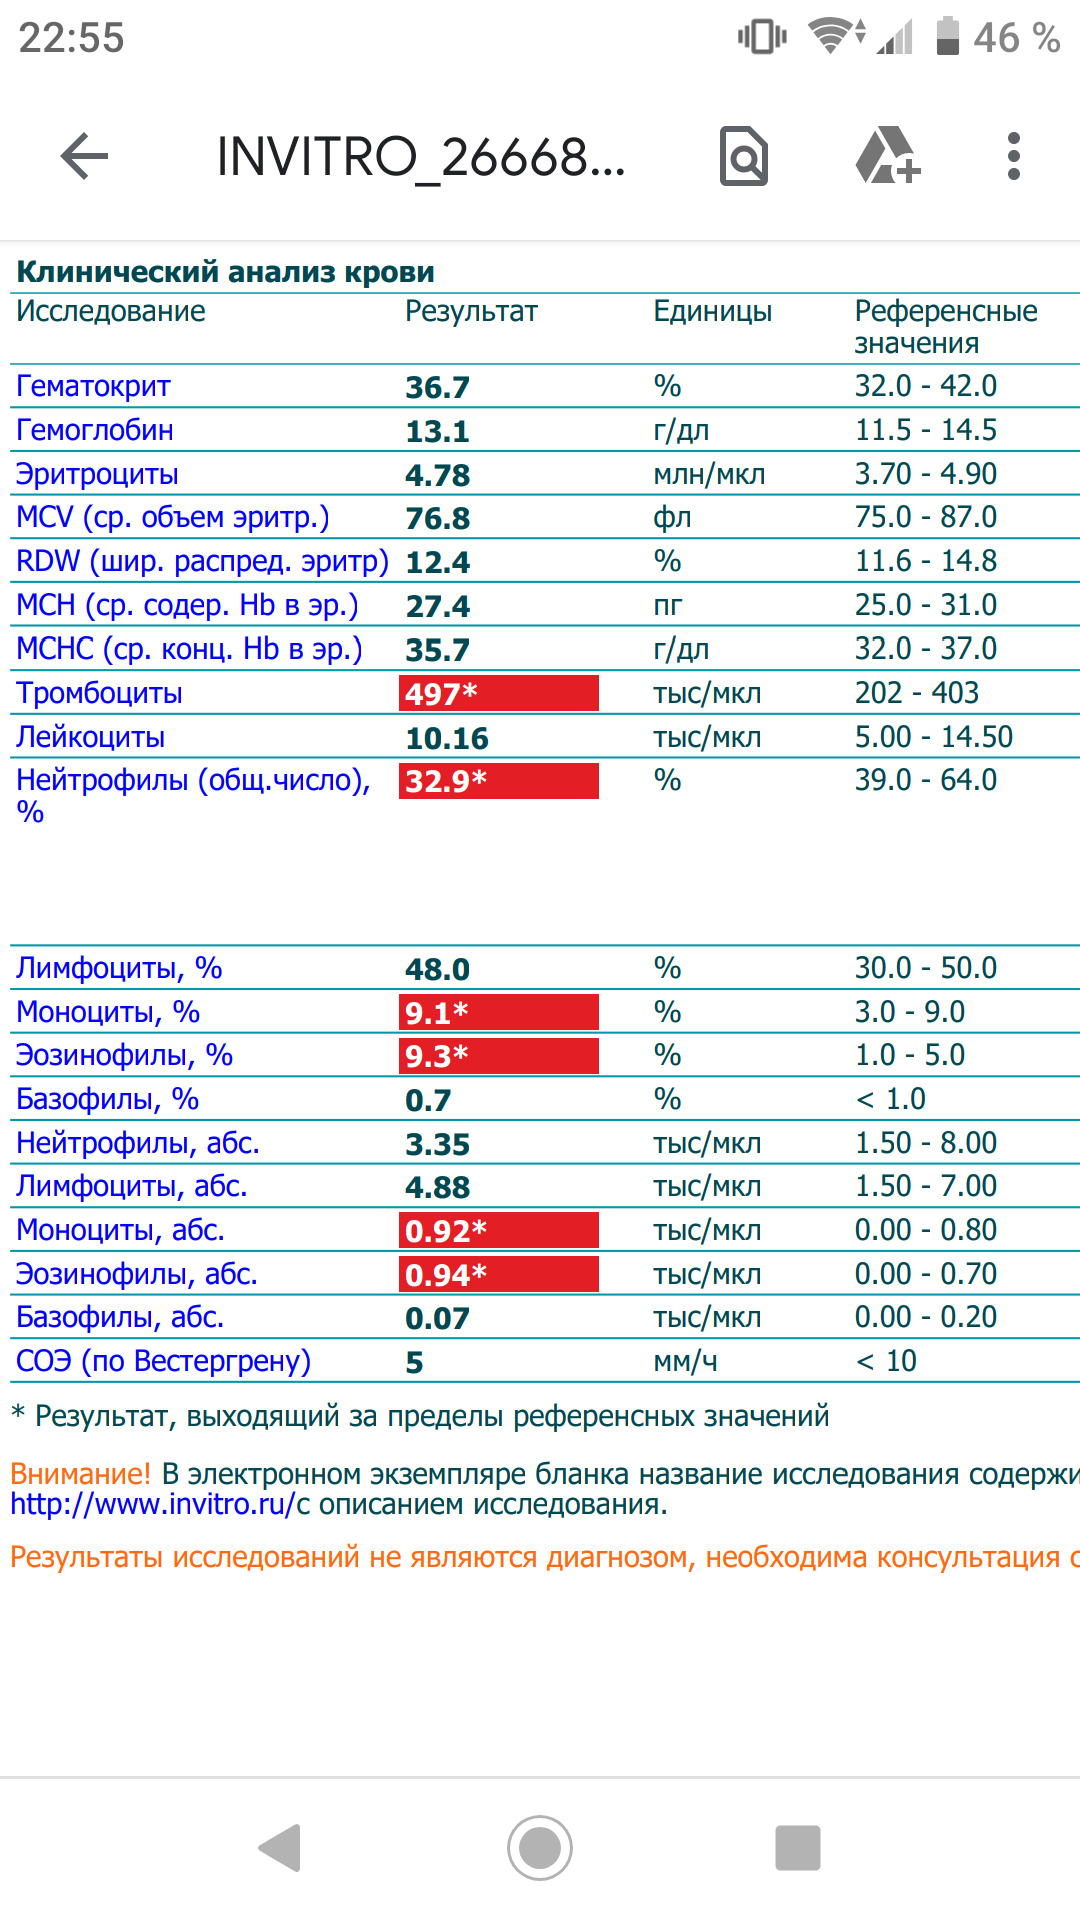 22:55
46 %
INVITRO_26668...
Клинический анализ крови
Исследование Результат Единицы Референсные
значения
Гематокрит 36.7 % 32.0 - 42.0
Гемоглобин 13.1 г/дл 11.5 - 14.5
Эритроциты 4.78 млн/мкл 3.70 - 4.90
MCV (ср. объем эритр.) 76.8 фл 75.0 - 87.0
RDW (шир. распред. эритр) 12.4 % 11.6 - 14.8
MCH (ср. содер. Hb в эр.) 27.4 пг 25.0 - 31.0
MCHC (ср. конц. Hb в эр.) 35.7 г/дл 32.0 - 37.0
Тромбоциты 497* тыс/мкл 202 - 403
Лейкоциты 10.16 тыс/мкл 5.00 - 14.50
Нейтрофилы (общ.число), 32.9* % 39.0 - 64.0
%
Лимфоциты, % 48.0 % 30.0 - 50.0
Моноциты, % 9.1* % 3.0 - 9.0
Эозинофилы, % 9.3* % 1.0 - 5.0
Базофилы, % 0.7 % < 1.0
Нейтрофилы, абс. 3.35 тыс/мкл 1.50 - 8.00
Лимфоциты, абс. 4.88 тыс/мкл 1.50 - 7.00
Моноциты, абс. 0.92* тыс/мкл 0.00 - 0.80
Эозинофилы, абс. 0.94* тыс/мкл 0.00 - 0.70
Базофилы, абс. 0.07 тыс/мкл 0.00 - 0.20
СОЭ (по Вестергрену) 5 мм/ч < 10
* Результат, выходящий за пределы референсных значений
Внимание! В электронном экземпляре бланка название исследования содержи
http://www.invitro.ru/с описанием исследования.
Результаты исследований не являются диагнозом, необходима консультация с